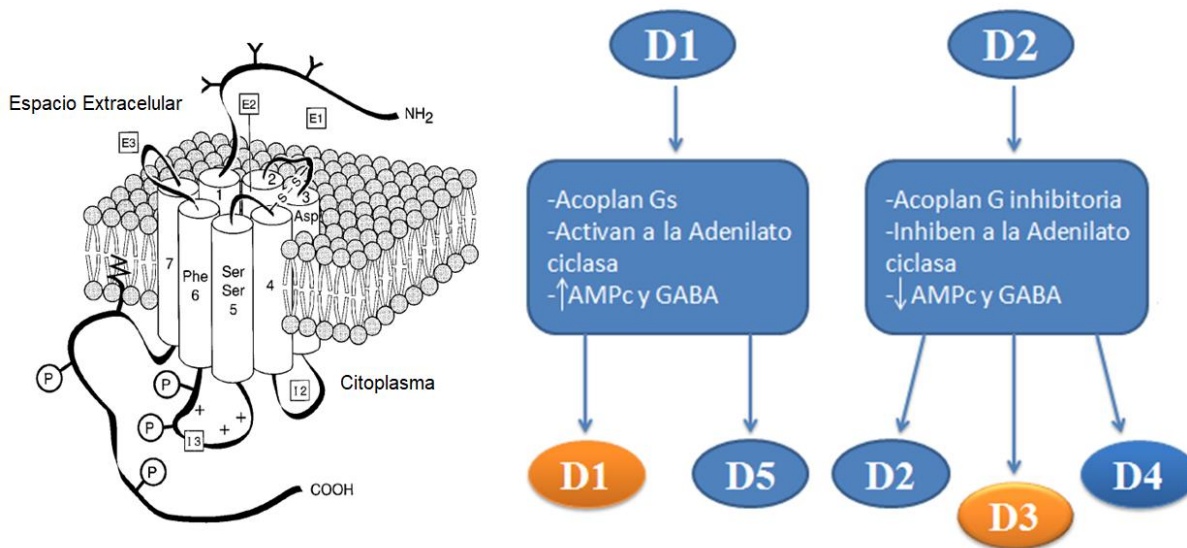 Espacio Extracelular
E2
E1
NH₂
E3
1
2
3
-S-S-
Asp
7
Phe
6
Ser
Ser
5
4
P
P
P
P
+
+
+
I3
I2
Citoplasma
COOH
D1
-Acoplan Gs
-Activan a la Adenilato
ciclasa
-↑AMPc y GABA
D1
D5
D2
-Acoplan G inhibitoria
-Inhiben a la Adenilato
ciclasa
-↓AMPc y GABA
D2
D3
D4